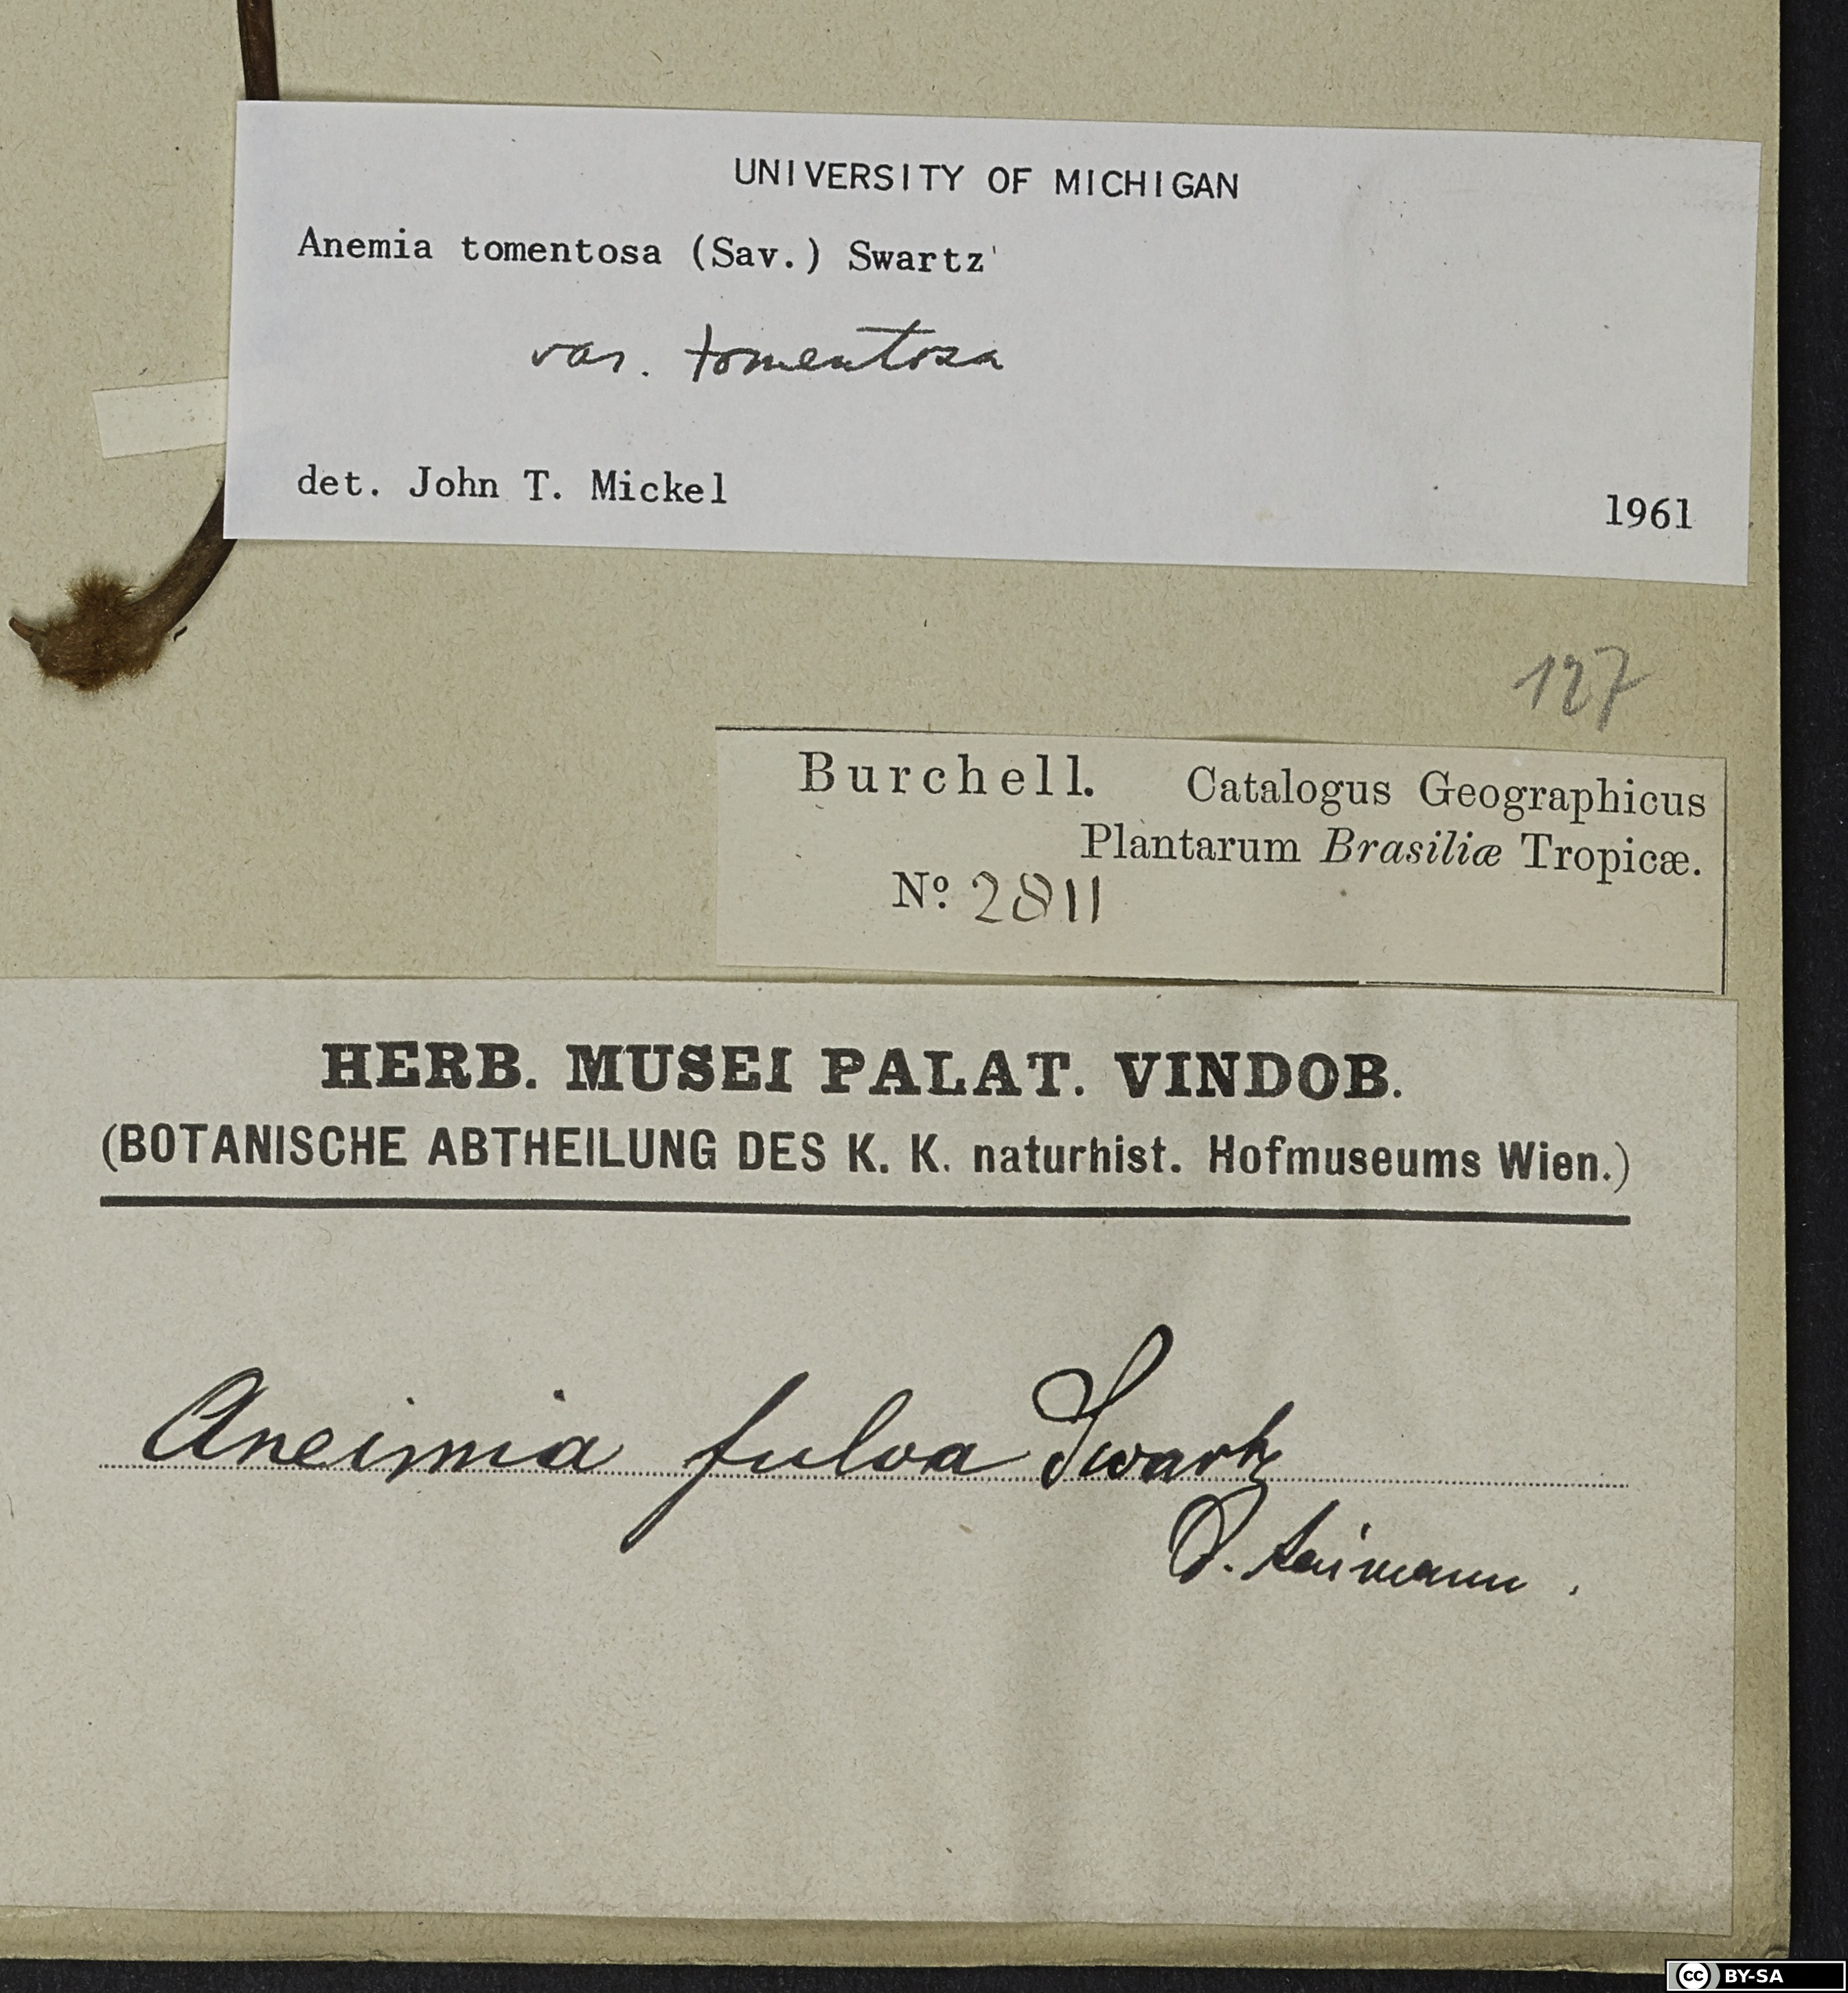 UNIVERSITY OF MICHIGAN
Anemia tomentosa (Sav.) Swartz
var. tomentosa
det. John T. Mickel 1961
127
Burchell. Catalogus Geographicus
Plantarum Brasiliæ Tropicæ.
Nº. 2811
HERB. MUSEI PALAT. VINDOB.
(BOTANISCHE ABTHEILUNG DES K. K. naturhist. Hofmuseums Wien.)
Aneimia fulva Swartz
O. Reimann.
cc BY-SA